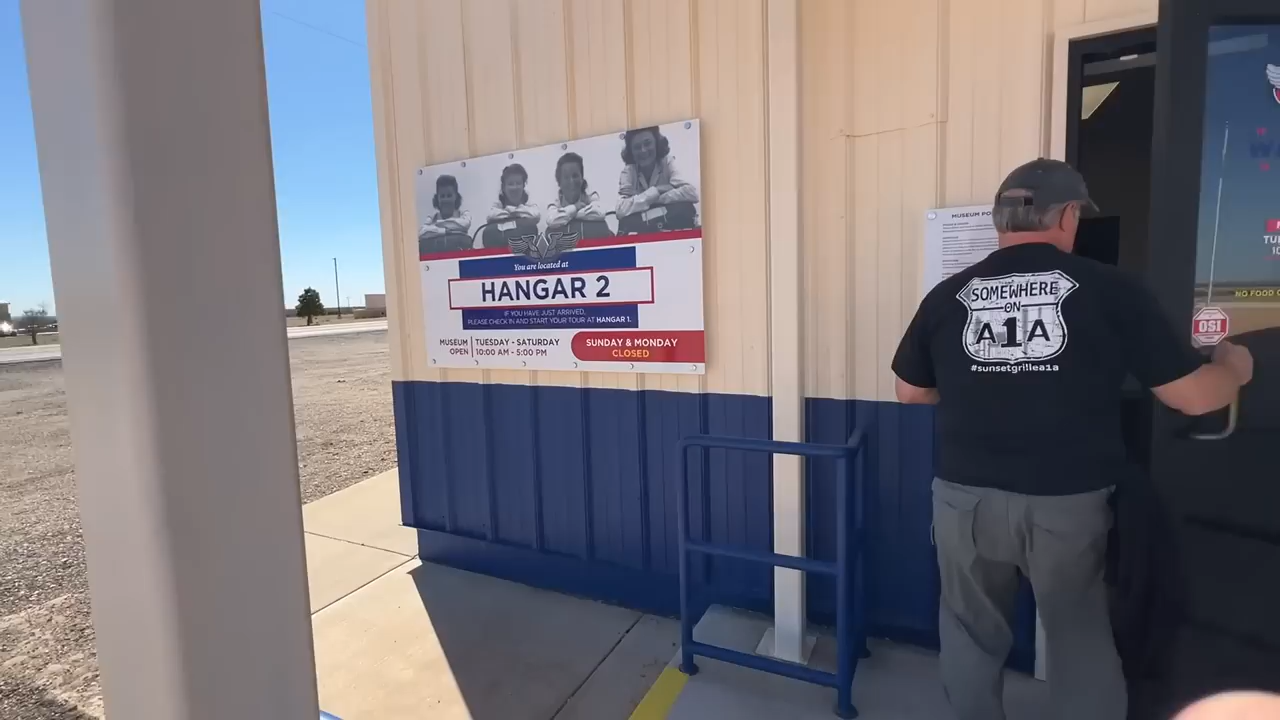 You are located at
HANGAR 2
IF YOU HAVE JUST ARRIVED,
PLEASE CHECK IN AND START YOUR TOUR AT HANGAR 1.
MUSEUM OPEN
TUESDAY - SATURDAY
10:00 AM - 5:00 PM
SUNDAY & MONDAY
CLOSED
MUSEUM
SOMEWHERE
ON
A1A
#sunsetgrillea1a
OSI
NO FOOD